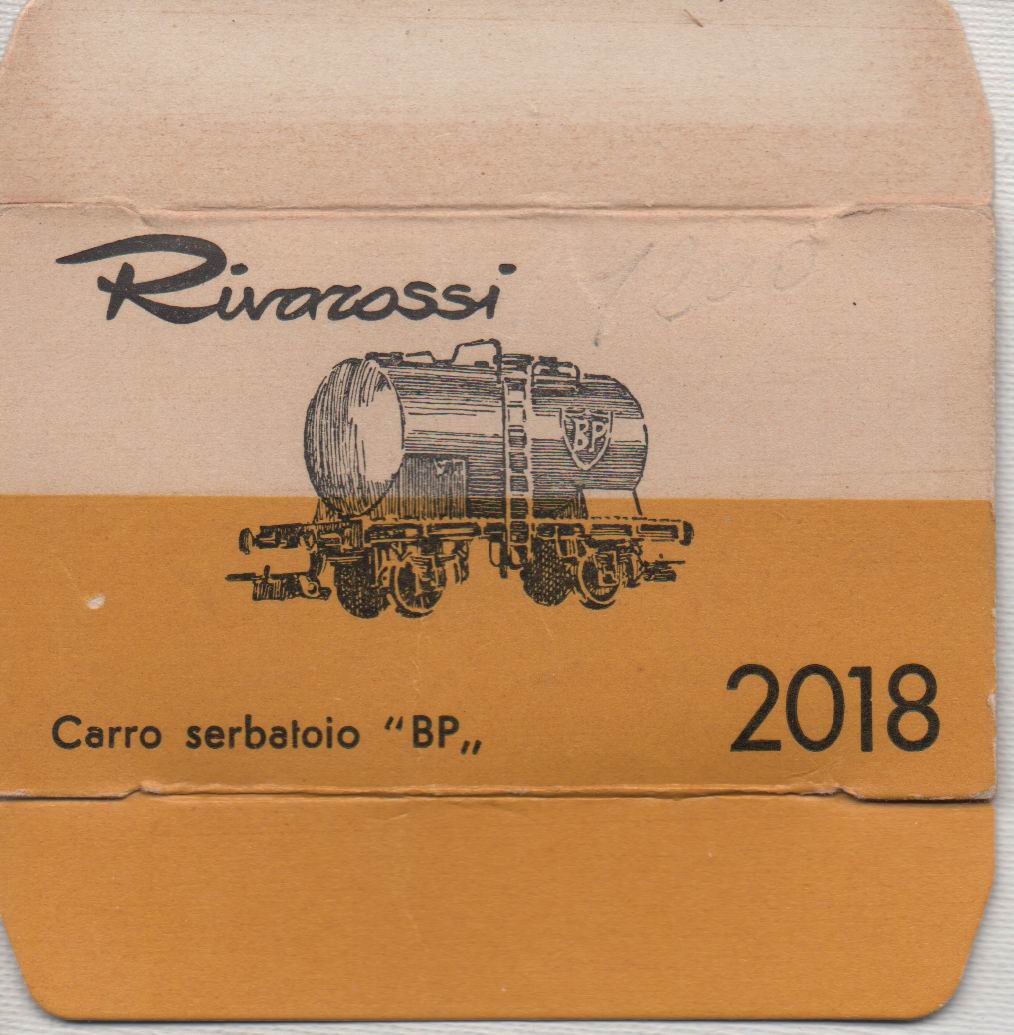 Rivarossi
BP
Carro serbatoio “BP„
2018